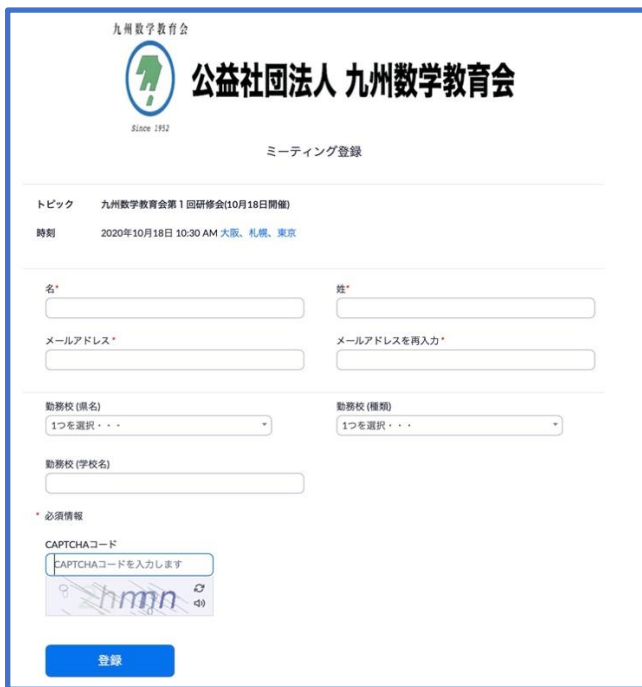 九州数学教育会
公益社団法人 九州数学教育会
Since 1952
ミーティング登録
トピック 九州数学教育会第1回研修会(10月18日開催)
時刻 2020年10月18日 10:30 AM 大阪、札幌、東京
名* 姓*
メールアドレス* メールアドレスを再入力*
勤務校 (県名) 勤務校 (種類)
1つを選択・・・ 1つを選択・・・
勤務校 (学校名)
* 必須情報
CAPTCHAコード
CAPTCHAコードを入力します
登録